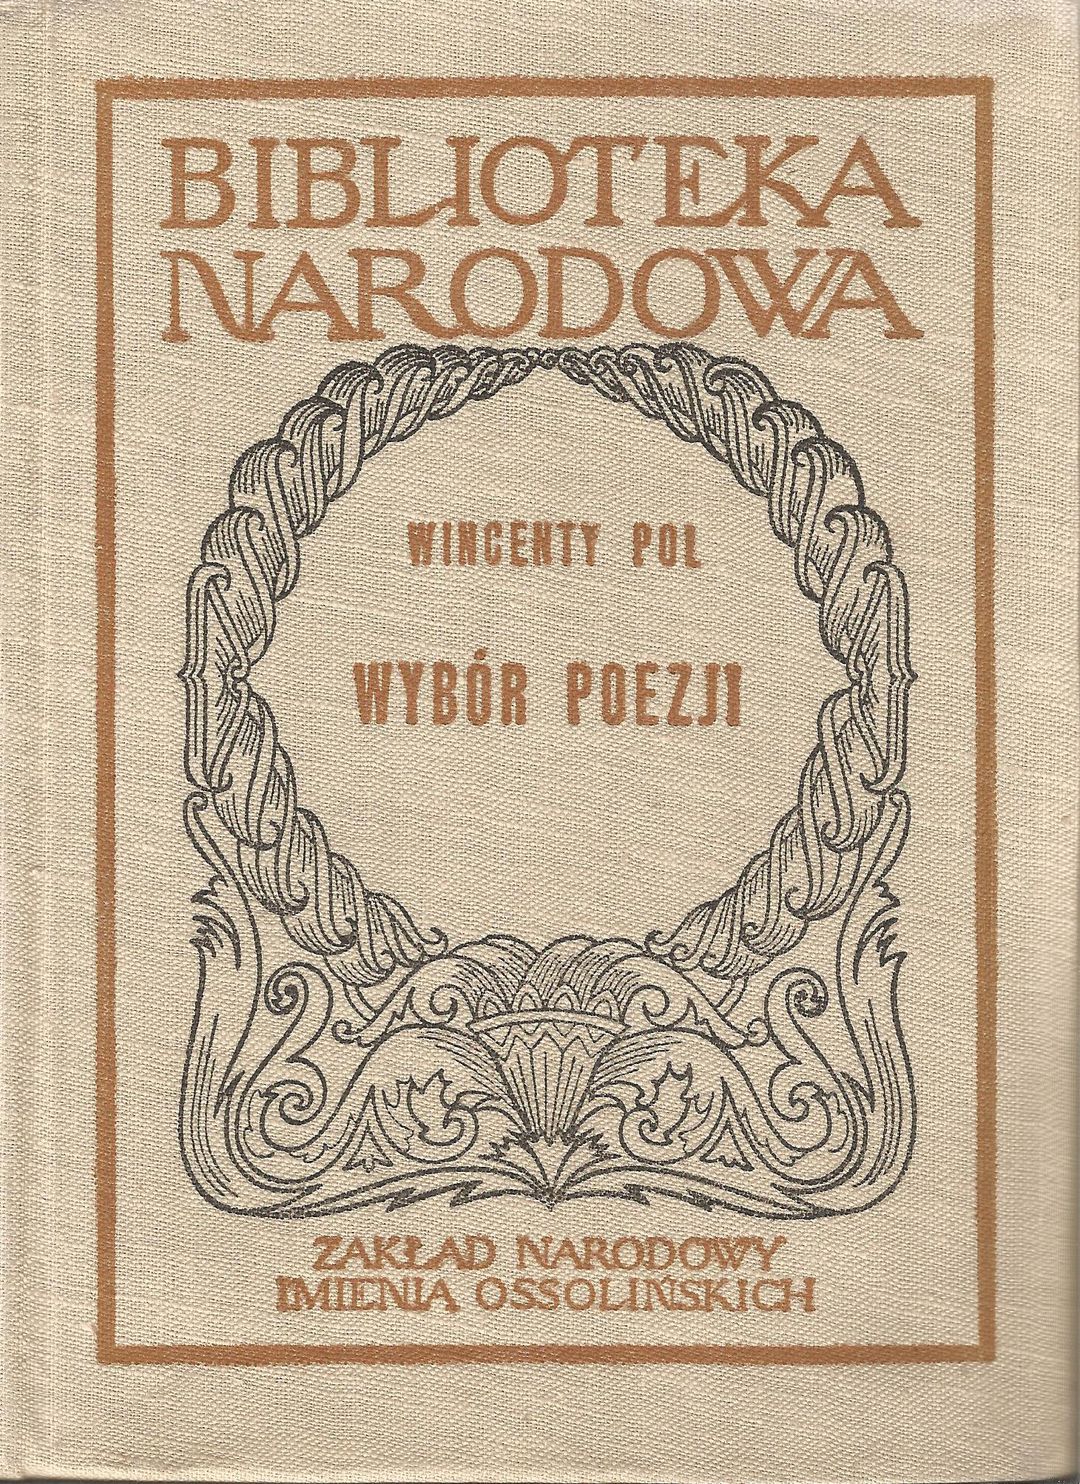 BIBLIOTEKA
NARODOWA
WINCENTY POL
WYBÓR POEZJI
ZAKŁAD NARODOWY
IMIENIA OSSOLIŃSKICH